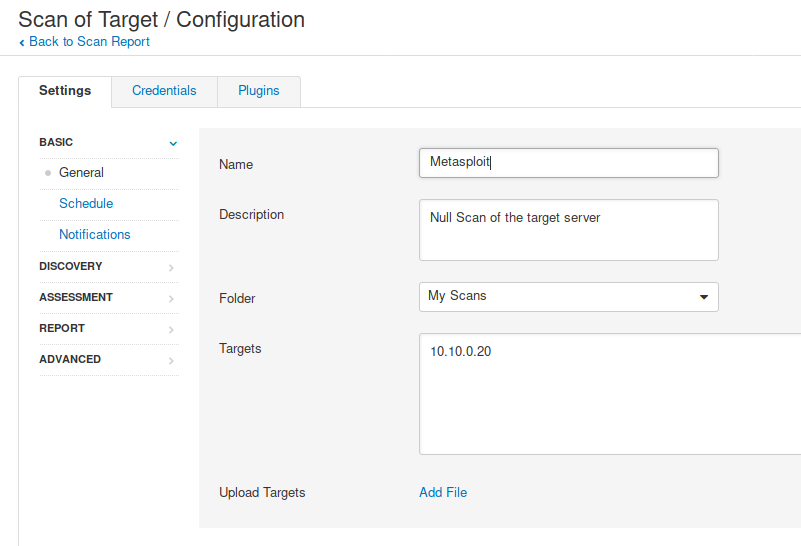 Scan of Target / Configuration
Back to Scan Report
Settings Credentials Plugins
BASIC
General
Schedule
Notifications
DISCOVERY
ASSESSMENT
REPORT
ADVANCED
Name Metasploit
Description Null Scan of the target server
Folder My Scans
Targets 10.10.0.20
Upload Targets Add File